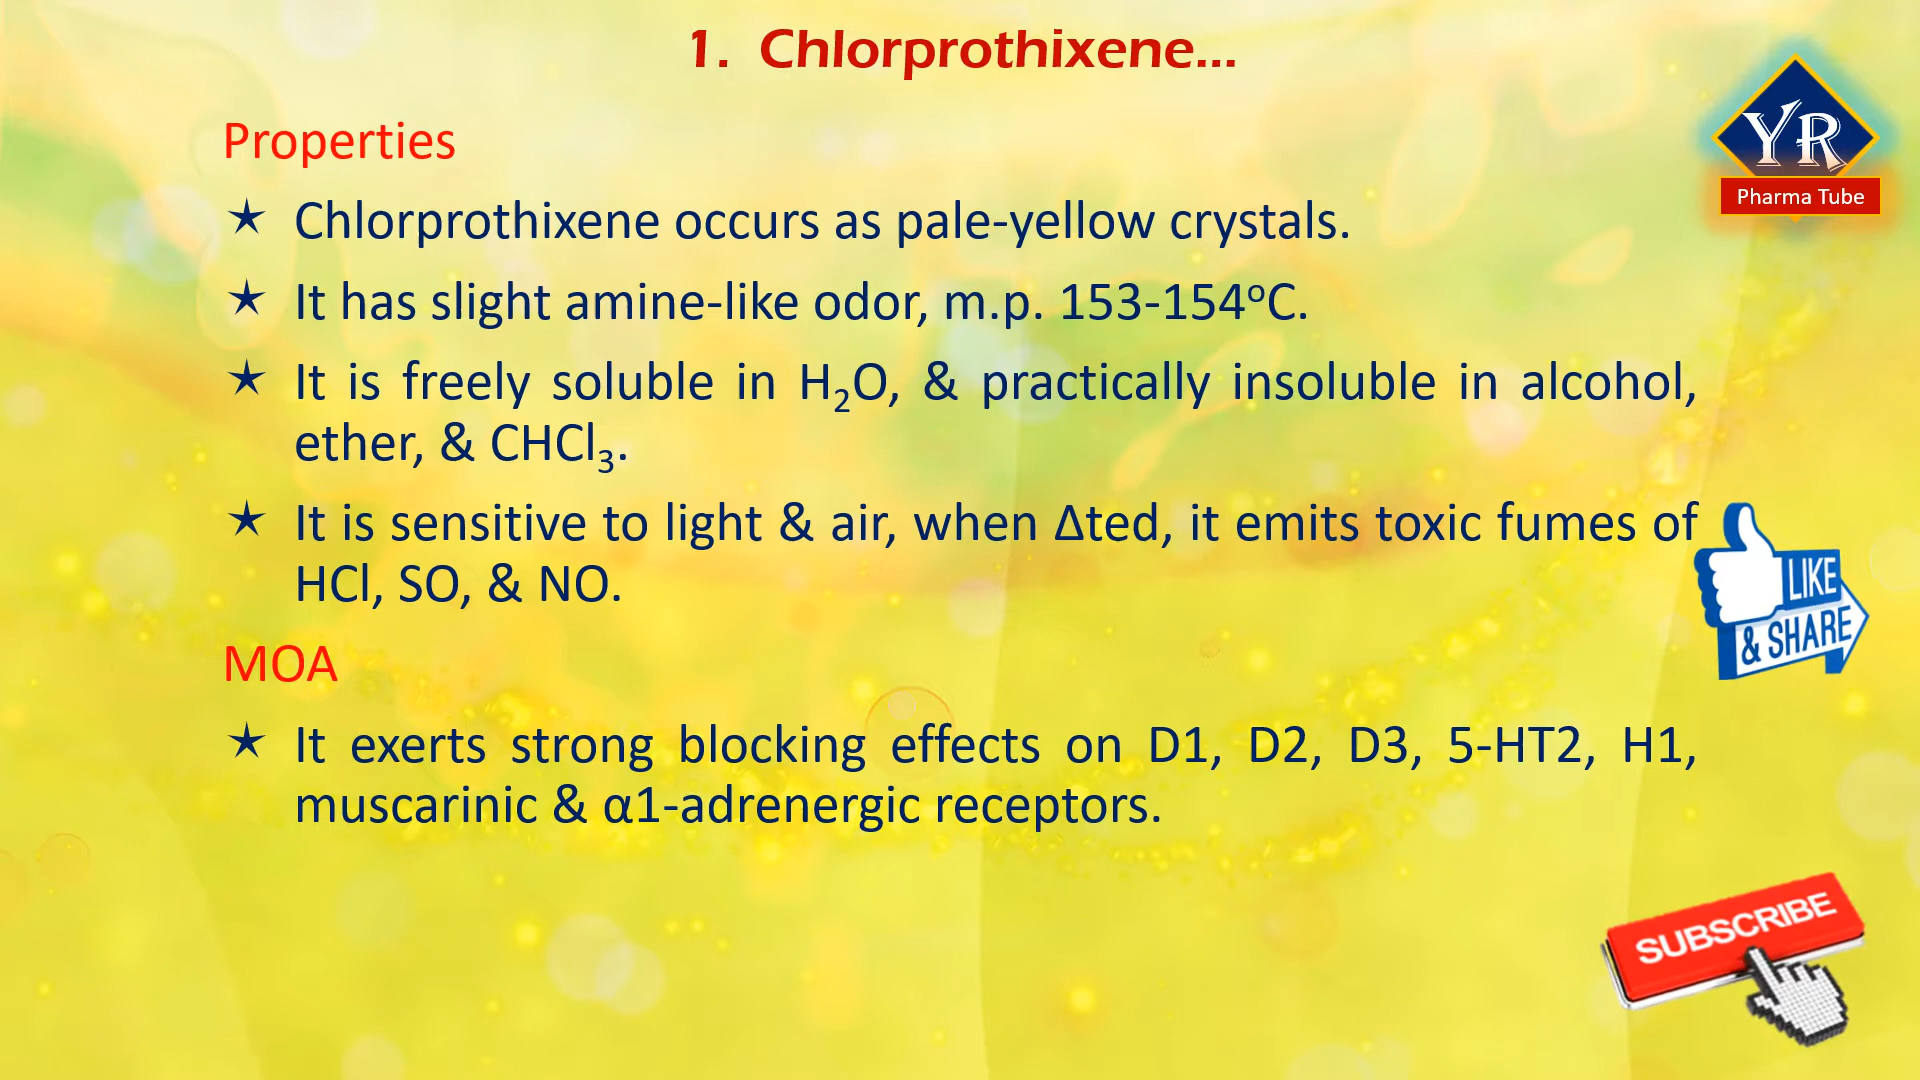 1. Chlorprothixene...
YR
Pharma Tube
Properties
★ Chlorprothixene occurs as pale-yellow crystals.
★ It has slight amine-like odor, m.p. 153-154°C.
★ It is freely soluble in H₂O, & practically insoluble in alcohol,
ether, & CHCl₃.
★ It is sensitive to light & air, when Δted, it emits toxic fumes of
HCl, SO, & NO.
LIKE
& SHARE
MOA
★ It exerts strong blocking effects on D1, D2, D3, 5-HT2, H1,
muscarinic & α1-adrenergic receptors.
SUBSCRIBE